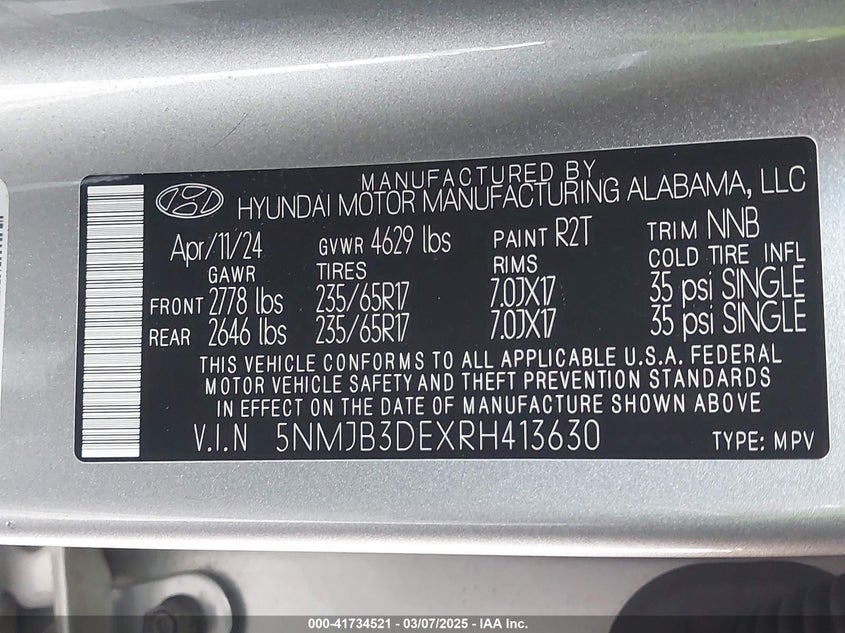 MANUFACTURED BY
HYUNDAI MOTOR MANUFACTURING ALABAMA, LLC
Apr/11/24 GVWR 4629 lbs PAINT R2T TRIM NNB
GAWR TIRES RIMS COLD TIRE INFL
FRONT 2778 lbs 235/65R17 7.0JX17 35 psi SINGLE
REAR 2646 lbs 235/65R17 7.0JX17 35 psi SINGLE
THIS VEHICLE CONFORMS TO ALL APPLICABLE U.S.A. FEDERAL
MOTOR VEHICLE SAFETY AND THEFT PREVENTION STANDARDS
IN EFFECT ON THE DATE OF MANUFACTURE SHOWN ABOVE
V.I.N 5NMJB3DEXRH413630 TYPE: MPV
000-41734521 - 03/07/2025 - IAA Inc.